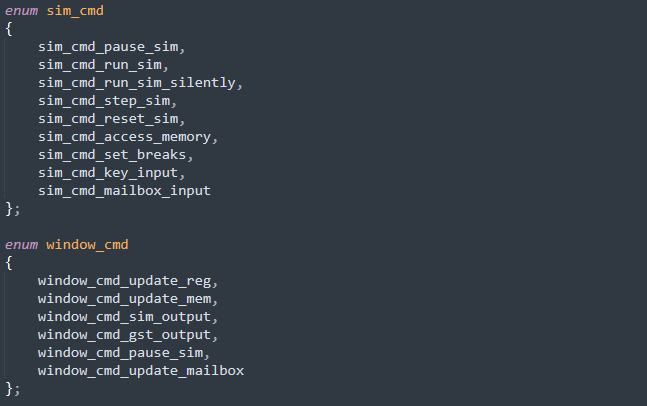 enum sim_cmd
{
    sim_cmd_pause_sim,
    sim_cmd_run_sim,
    sim_cmd_run_sim_silently,
    sim_cmd_step_sim,
    sim_cmd_reset_sim,
    sim_cmd_access_memory,
    sim_cmd_set_breaks,
    sim_cmd_key_input,
    sim_cmd_mailbox_input
};

enum window_cmd
{
    window_cmd_update_reg,
    window_cmd_update_mem,
    window_cmd_sim_output,
    window_cmd_gst_output,
    window_cmd_pause_sim,
    window_cmd_update_mailbox
};